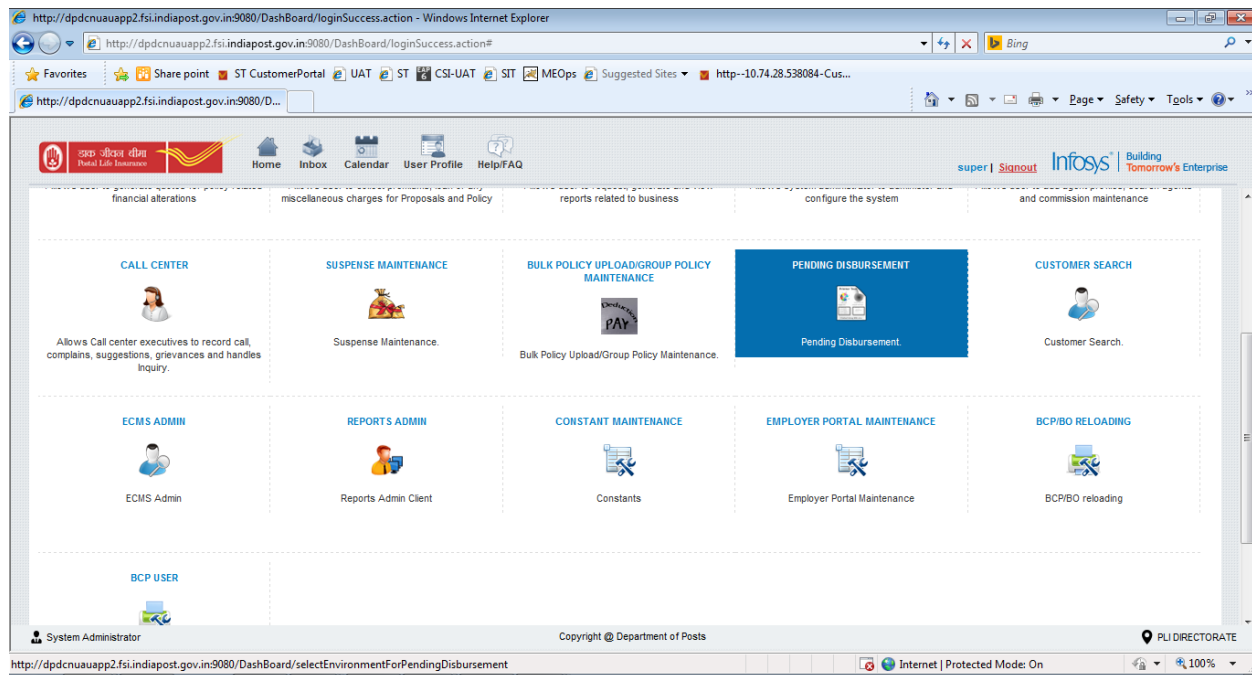 http://dpdcnuauapp2.fsi.indiapost.gov.in:9080/DashBoard/loginSuccess.action - Windows Internet Explorer
http://dpdcnuauapp2.fsi.indiapost.gov.in:9080/DashBoard/loginSuccess.action#
Bing
Favorites Share point ST CustomerPortal UAT ST CSI-UAT SIT MEOps Suggested Sites http--10.74.28.538084-Cus...
http://dpdcnuauapp2.fsi.indiapost.gov.in:9080/D...
Page Safety Tools
डाक जीवन बीमा
Postal Life Insurance
Home Inbox Calendar User Profile Help/FAQ
super | Signout
Infosys | Building Tomorrow's Enterprise
Allows user to generate quotes for policy related financial alterations
miscellaneous charges for Proposals and Policy
reports related to business
configure the system
and commission maintenance
CALL CENTER
Allows Call center executives to record call,
complains, suggestions, grievances and handles
Inquiry.
SUSPENSE MAINTENANCE
Suspense Maintenance.
BULK POLICY UPLOAD/GROUP POLICY
MAINTENANCE
Deduction
PAY
Bulk Policy Upload/Group Policy Maintenance.
PENDING DISBURSEMENT
Pending Disbursement.
CUSTOMER SEARCH
Customer Search.
ECMS ADMIN
ECMS Admin
REPORTS ADMIN
Reports Admin Client
CONSTANT MAINTENANCE
Constants
EMPLOYER PORTAL MAINTENANCE
Employer Portal Maintenance
BCP/BO RELOADING
BCP/BO reloading
BCP USER
System Administrator
Copyright @ Department of Posts
PLI DIRECTORATE
http://dpdcnuauapp2.fsi.indiapost.gov.in:9080/DashBoard/selectEnvironmentForPendingDisbursement
Internet | Protected Mode: On
100%